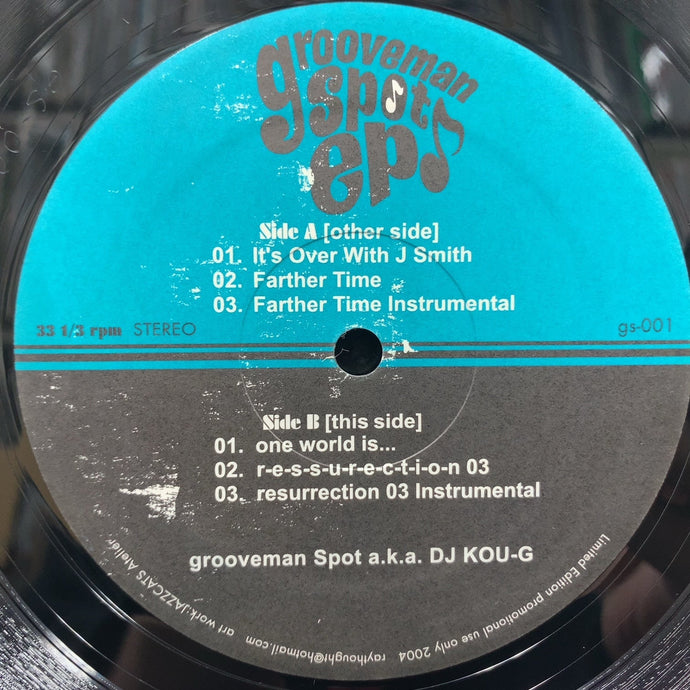 grooveman
spot
ep
Side A [other side]
01. It's Over With J Smith
02. Farther Time
03. Farther Time Instrumental
33 1/3 rpm STEREO
gs-001
Side B [this side]
01. one world is...
02. r-e-s-s-u-r-e-c-t-i-o-n 03
03. resurrection 03 Instrumental
grooveman Spot a.k.a. DJ KOU-G
Limited Edition promotional use only 2004 raythought@hotmail.com art work:JAZZCATS Atelier